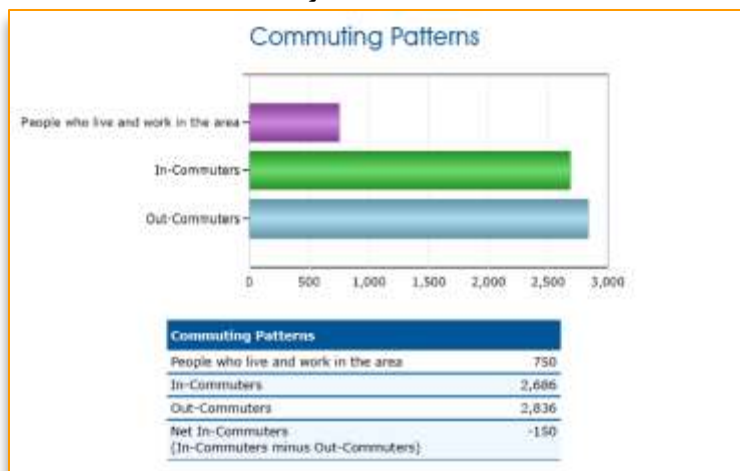 Commuting Patterns
People who live and work in the area
In-Commuters
Out-Commuters
0 500 1,000 1,500 2,000 2,500 3,000
Commuting Patterns
People who live and work in the area 750
In-Commuters 2,686
Out-Commuters 2,836
Net In-Commuters -150
(In-Commuters minus Out-Commuters)